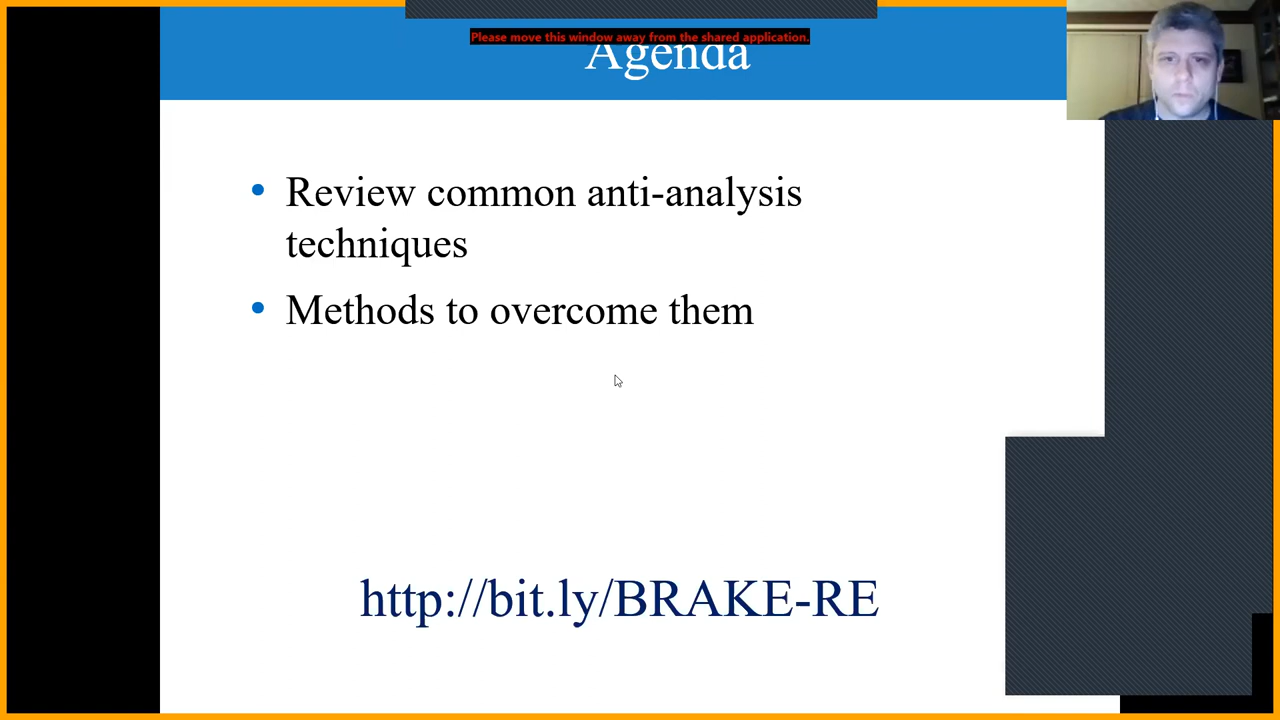 Please move this window away from the shared application.
Agenda
• Review common anti-analysis
techniques
• Methods to overcome them
http://bit.ly/BRAKE-RE